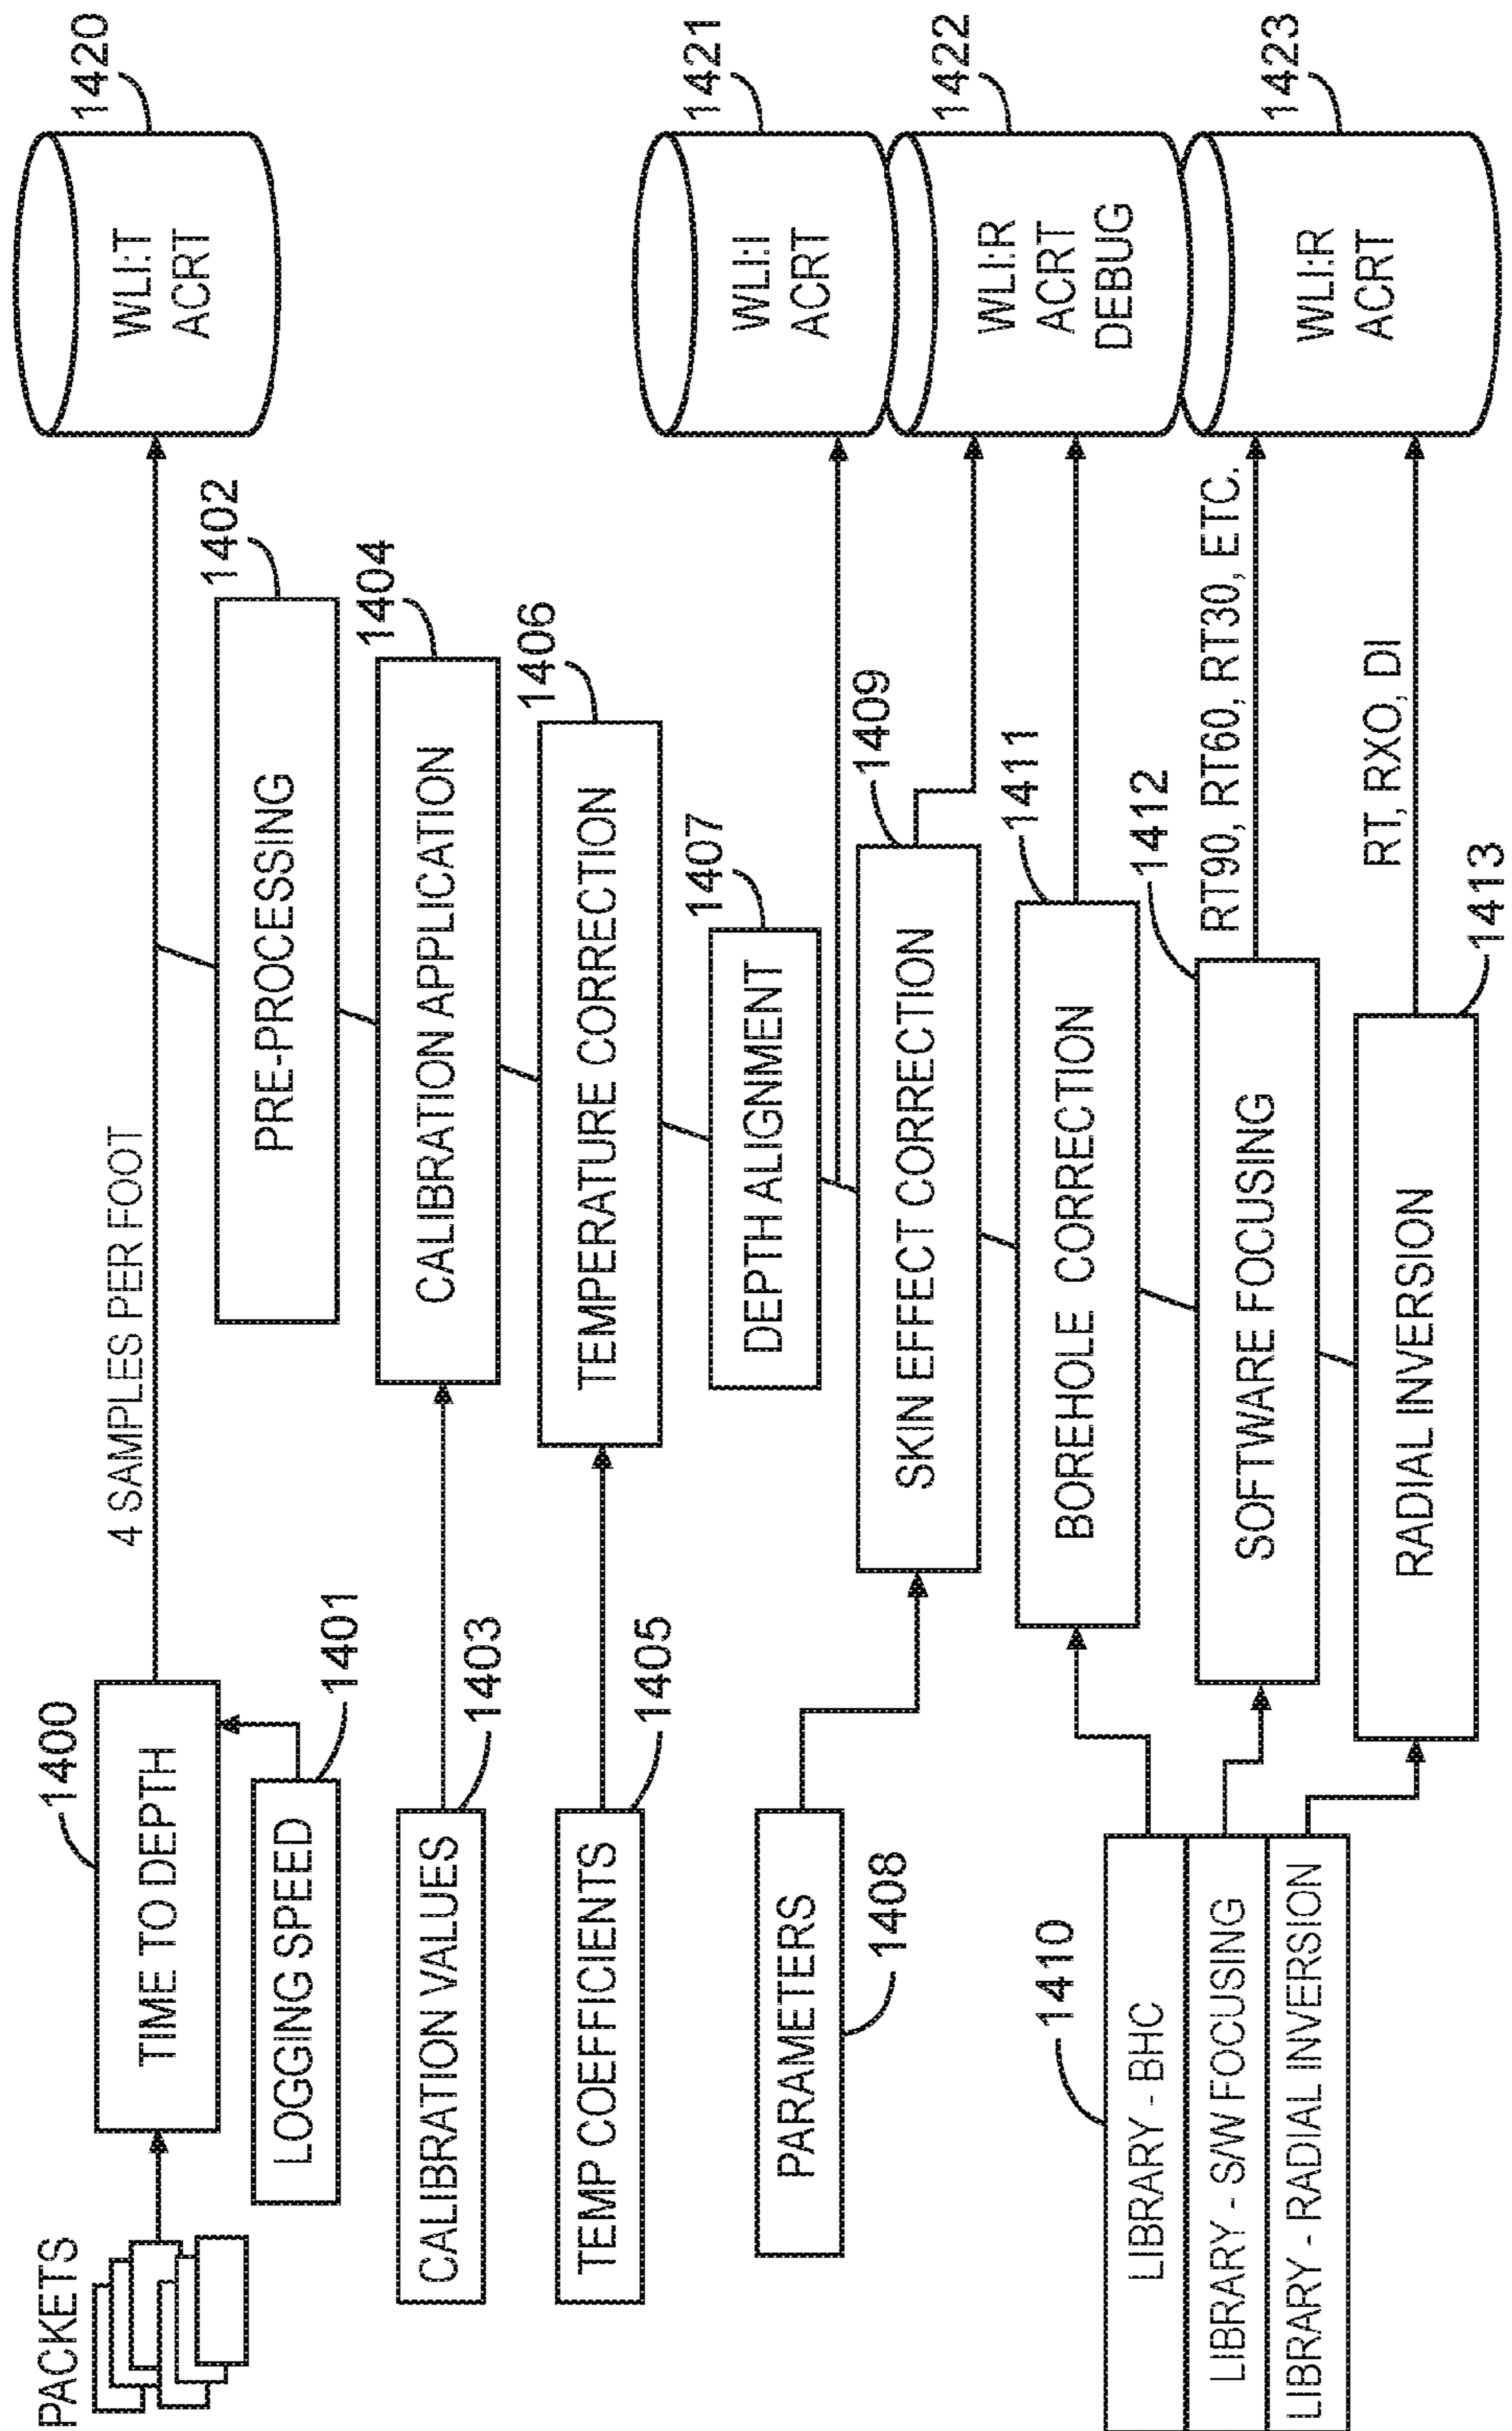 PACKETS
1400
TIME TO DEPTH
LOGGING SPEED
1401
4 SAMPLES PER FOOT
1420
WLI:T
ACRT
1402
PRE-PROCESSING
CALIBRATION VALUES
1403
1404
CALIBRATION APPLICATION
TEMP COEFFICIENTS
1405
1406
TEMPERATURE CORRECTION
1407
DEPTH ALIGNMENT
1421
WLI:I
ACRT
PARAMETERS
1408
1409
SKIN EFFECT CORRECTION
1422
WLI:R
ACRT
DEBUG
1410
LIBRARY - BHC
LIBRARY - S/W FOCUSING
LIBRARY - RADIAL INVERSION
1411
BOREHOLE CORRECTION
1412
SOFTWARE FOCUSING
RT90, RT60, RT30, ETC.
1423
WLI:R
ACRT
RADIAL INVERSION
1413
RT, RXO, DI